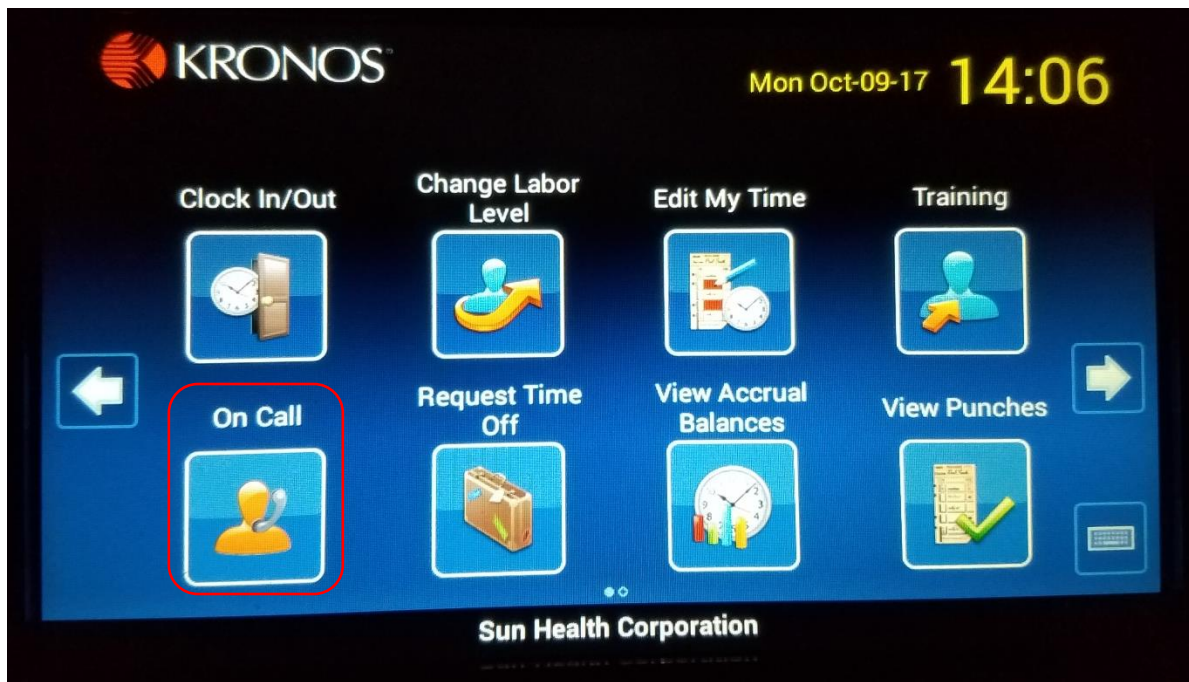 KRONOS
Mon Oct-09-17 14:06
Clock In/Out
Change Labor
Level
Edit My Time
Training
On Call
Request Time
Off
View Accrual
Balances
View Punches
Sun Health Corporation